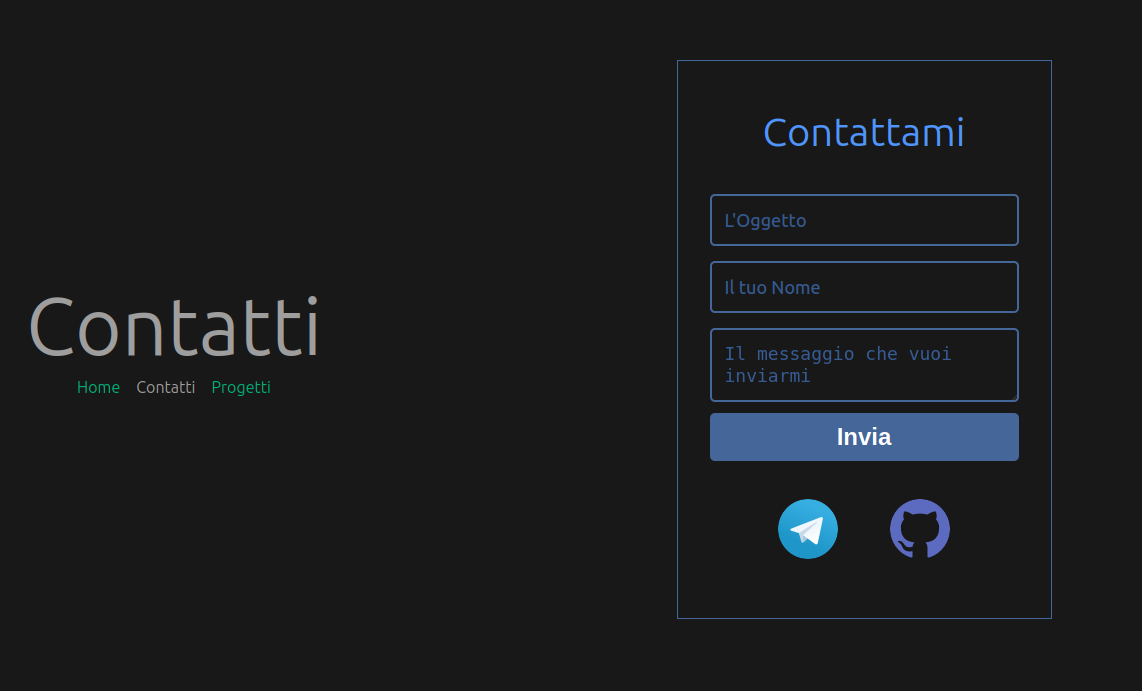 Contatti
Home Contatti Progetti
Contattami
L'Oggetto
Il tuo Nome
Il messaggio che vuoi
inviarmi
Invia